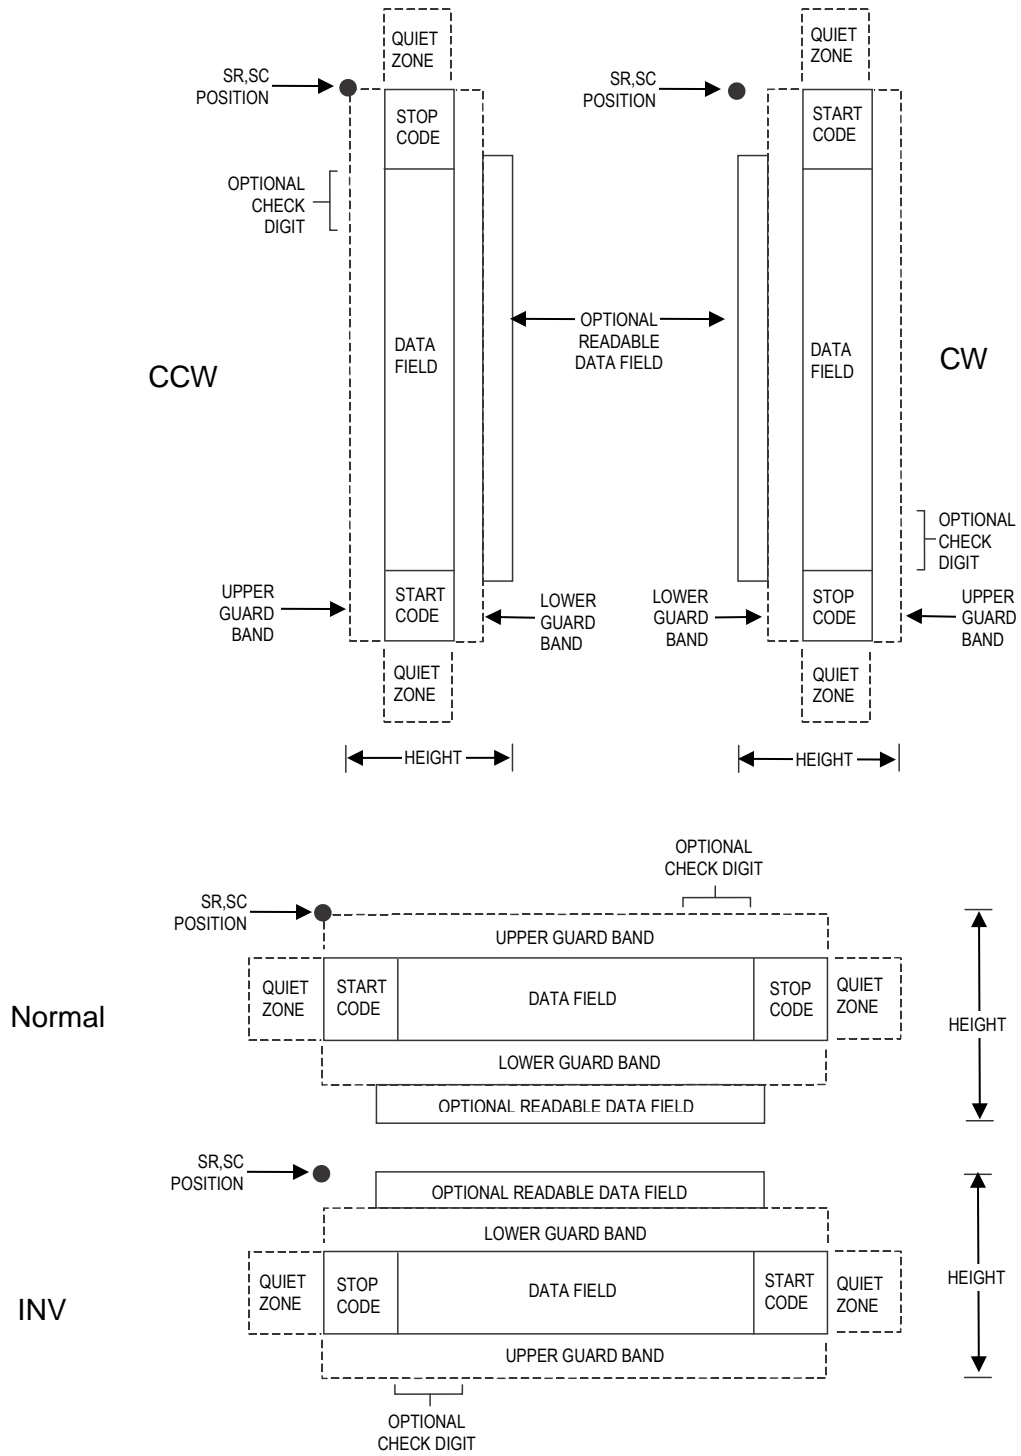 QUIET
ZONE
SR,SC
POSITION
STOP
CODE
OPTIONAL
CHECK
DIGIT
DATA
FIELD
CCW
UPPER
GUARD
BAND
START
CODE
LOWER
GUARD
BAND
QUIET
ZONE
HEIGHT
OPTIONAL
READABLE
DATA FIELD
QUIET
ZONE
SR,SC
POSITION
START
CODE
DATA
FIELD
CW
OPTIONAL
CHECK
DIGIT
LOWER
GUARD
BAND
STOP
CODE
UPPER
GUARD
BAND
QUIET
ZONE
HEIGHT
OPTIONAL
CHECK DIGIT
SR,SC
POSITION
UPPER GUARD BAND
Normal
QUIET
ZONE
START
CODE
DATA FIELD
STOP
CODE
QUIET
ZONE
HEIGHT
LOWER GUARD BAND
OPTIONAL READABLE DATA FIELD
SR,SC
POSITION
OPTIONAL READABLE DATA FIELD
LOWER GUARD BAND
INV
QUIET
ZONE
STOP
CODE
DATA FIELD
START
CODE
QUIET
ZONE
HEIGHT
UPPER GUARD BAND
OPTIONAL
CHECK DIGIT